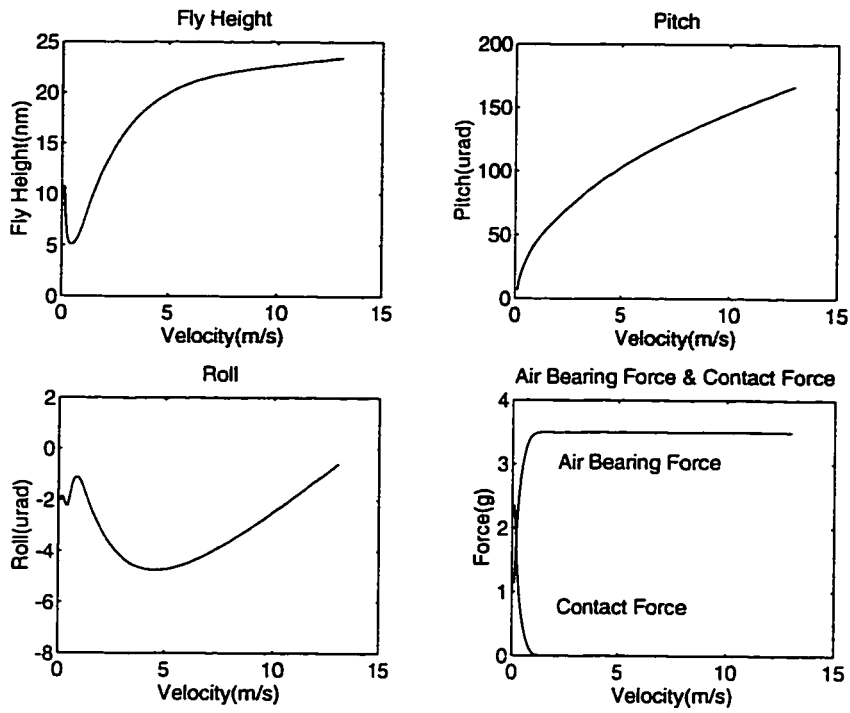 Fly Height
25
20
15
10
5
0
Fly Height(nm)
0 5 10 15
Velocity(m/s)
Pitch
200
150
100
50
0
Pitch(urad)
0 5 10 15
Velocity(m/s)
Roll
2
0
-2
-4
-6
-8
Roll(urad)
0 5 10 15
Velocity(m/s)
Air Bearing Force & Contact Force
4
3
2
1
0
Force(g)
Air Bearing Force
Contact Force
0 5 10 15
Velocity(m/s)